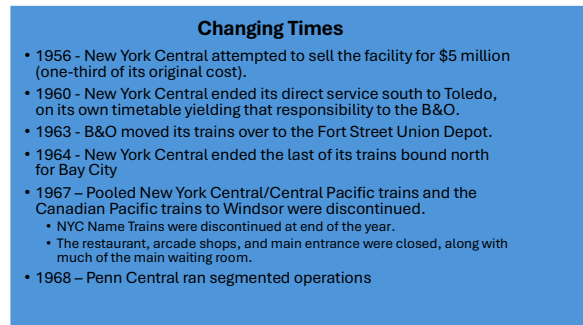 Changing Times
• 1956 - New York Central attempted to sell the facility for $5 million
(one-third of its original cost).
• 1960 - New York Central ended its direct service south to Toledo,
on its own timetable yielding that responsibility to the B&O.
• 1963 - B&O moved its trains over to the Fort Street Union Depot.
• 1964 - New York Central ended the last of its trains bound north
for Bay City
• 1967 – Pooled New York Central/Central Pacific trains and the
Canadian Pacific trains to Windsor were discontinued.
• NYC Name Trains were discontinued at end of the year.
• The restaurant, arcade shops, and main entrance were closed, along with
much of the main waiting room.
• 1968 – Penn Central ran segmented operations